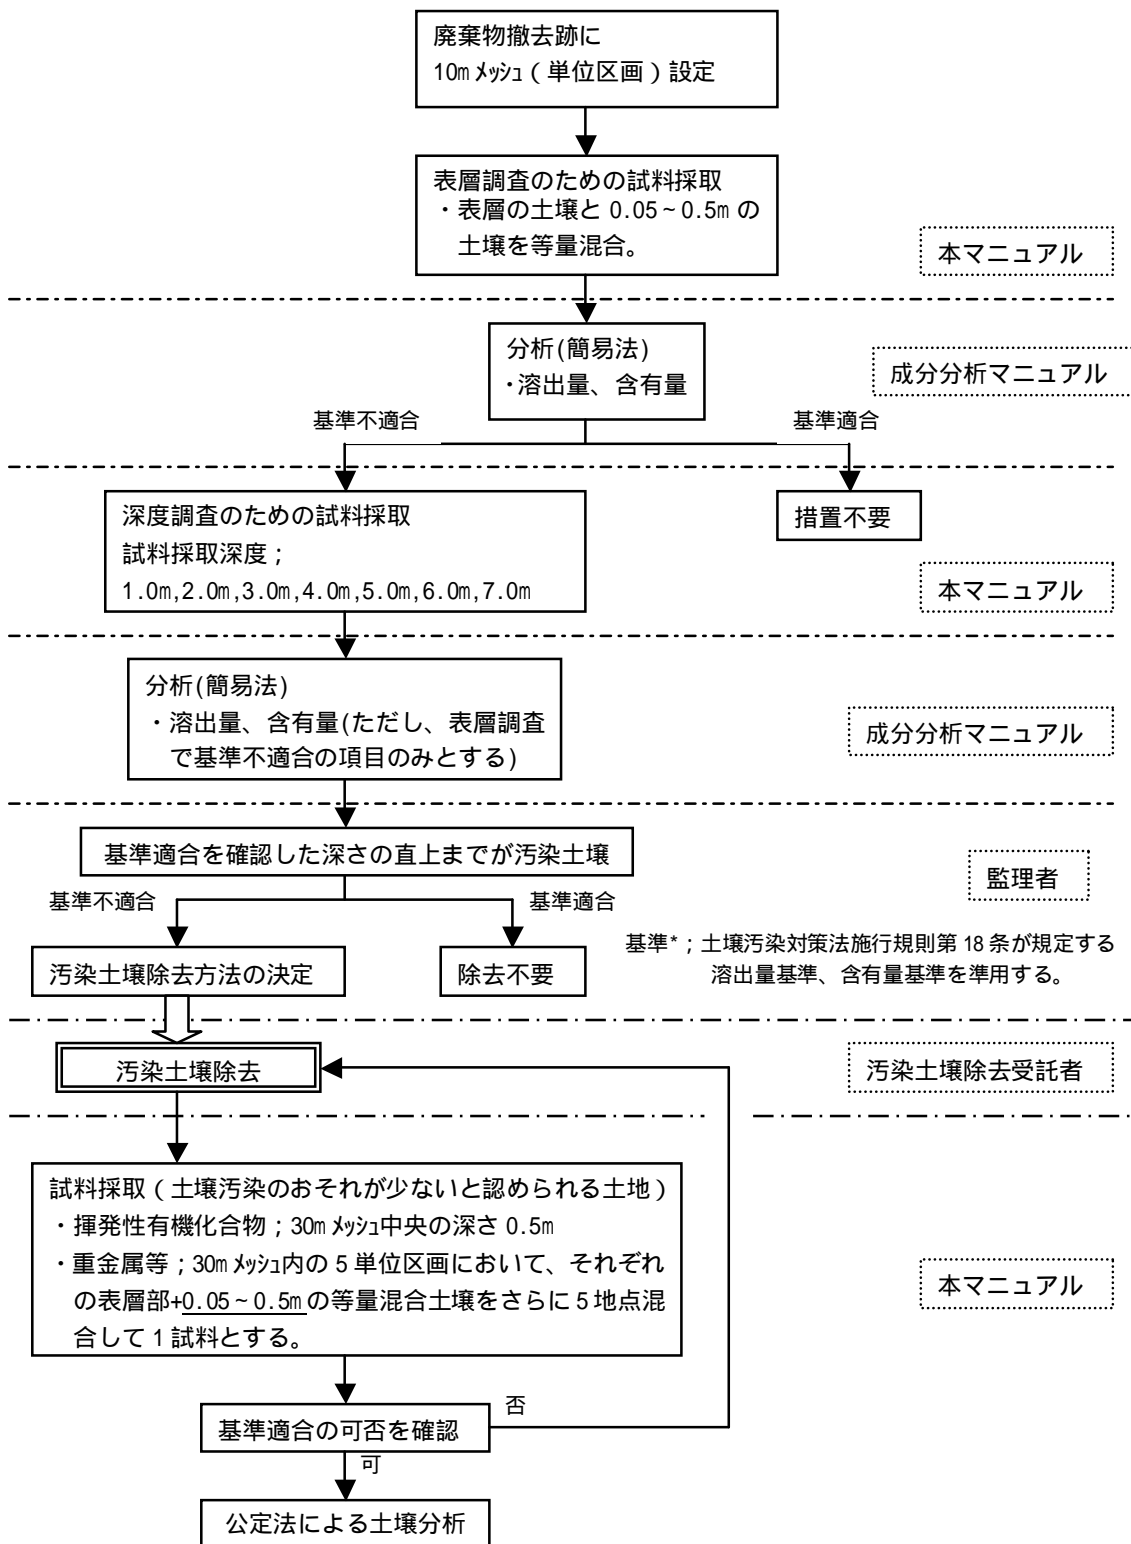 廃棄物撤去跡に
10mメッシュ（単位区画）設定
表層調査のための試料採取
・表層の土壌と 0.05～0.5m の
土壌を等量混合。
本マニュアル
分析(簡易法)
・溶出量、含有量
成分分析マニュアル
基準不適合
基準適合
深度調査のための試料採取
試料採取深度；
1.0m,2.0m,3.0m,4.0m,5.0m,6.0m,7.0m
措置不要
本マニュアル
分析(簡易法)
・溶出量、含有量(ただし、表層調査
で基準不適合の項目のみとする)
成分分析マニュアル
基準適合を確認した深さの直上までが汚染土壌
監理者
基準不適合
基準適合
汚染土壌除去方法の決定
除去不要
基準*；土壌汚染対策法施行規則第 18 条が規定する
溶出量基準、含有量基準を準用する。
汚染土壌除去
汚染土壌除去受託者
試料採取（土壌汚染のおそれが少ないと認められる土地）
・揮発性有機化合物；30mメッシュ中央の深さ 0.5m
・重金属等；30mメッシュ内の 5 単位区画において、それぞれ
の表層部+0.05～0.5m の等量混合土壌をさらに 5 地点混
合して 1 試料とする。
本マニュアル
基準適合の可否を確認
否
可
公定法による土壌分析